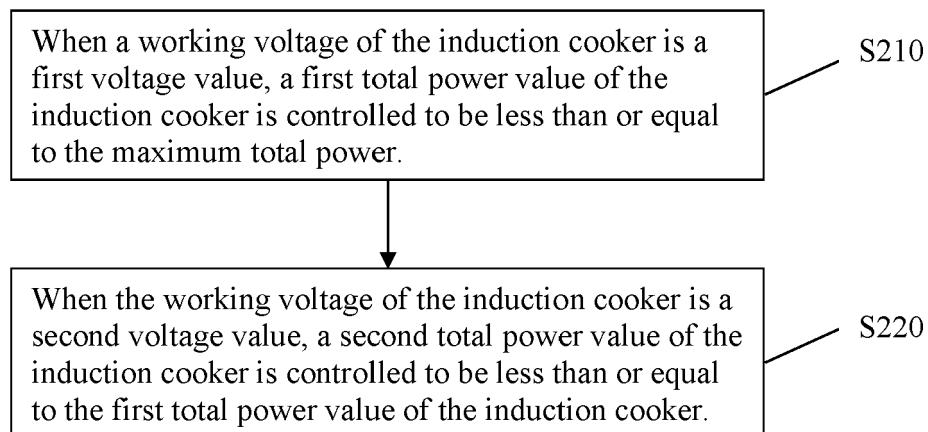 When a working voltage of the induction cooker is a
first voltage value, a first total power value of the
induction cooker is controlled to be less than or equal
to the maximum total power.
S210
When the working voltage of the induction cooker is a
second voltage value, a second total power value of the
induction cooker is controlled to be less than or equal
to the first total power value of the induction cooker.
S220